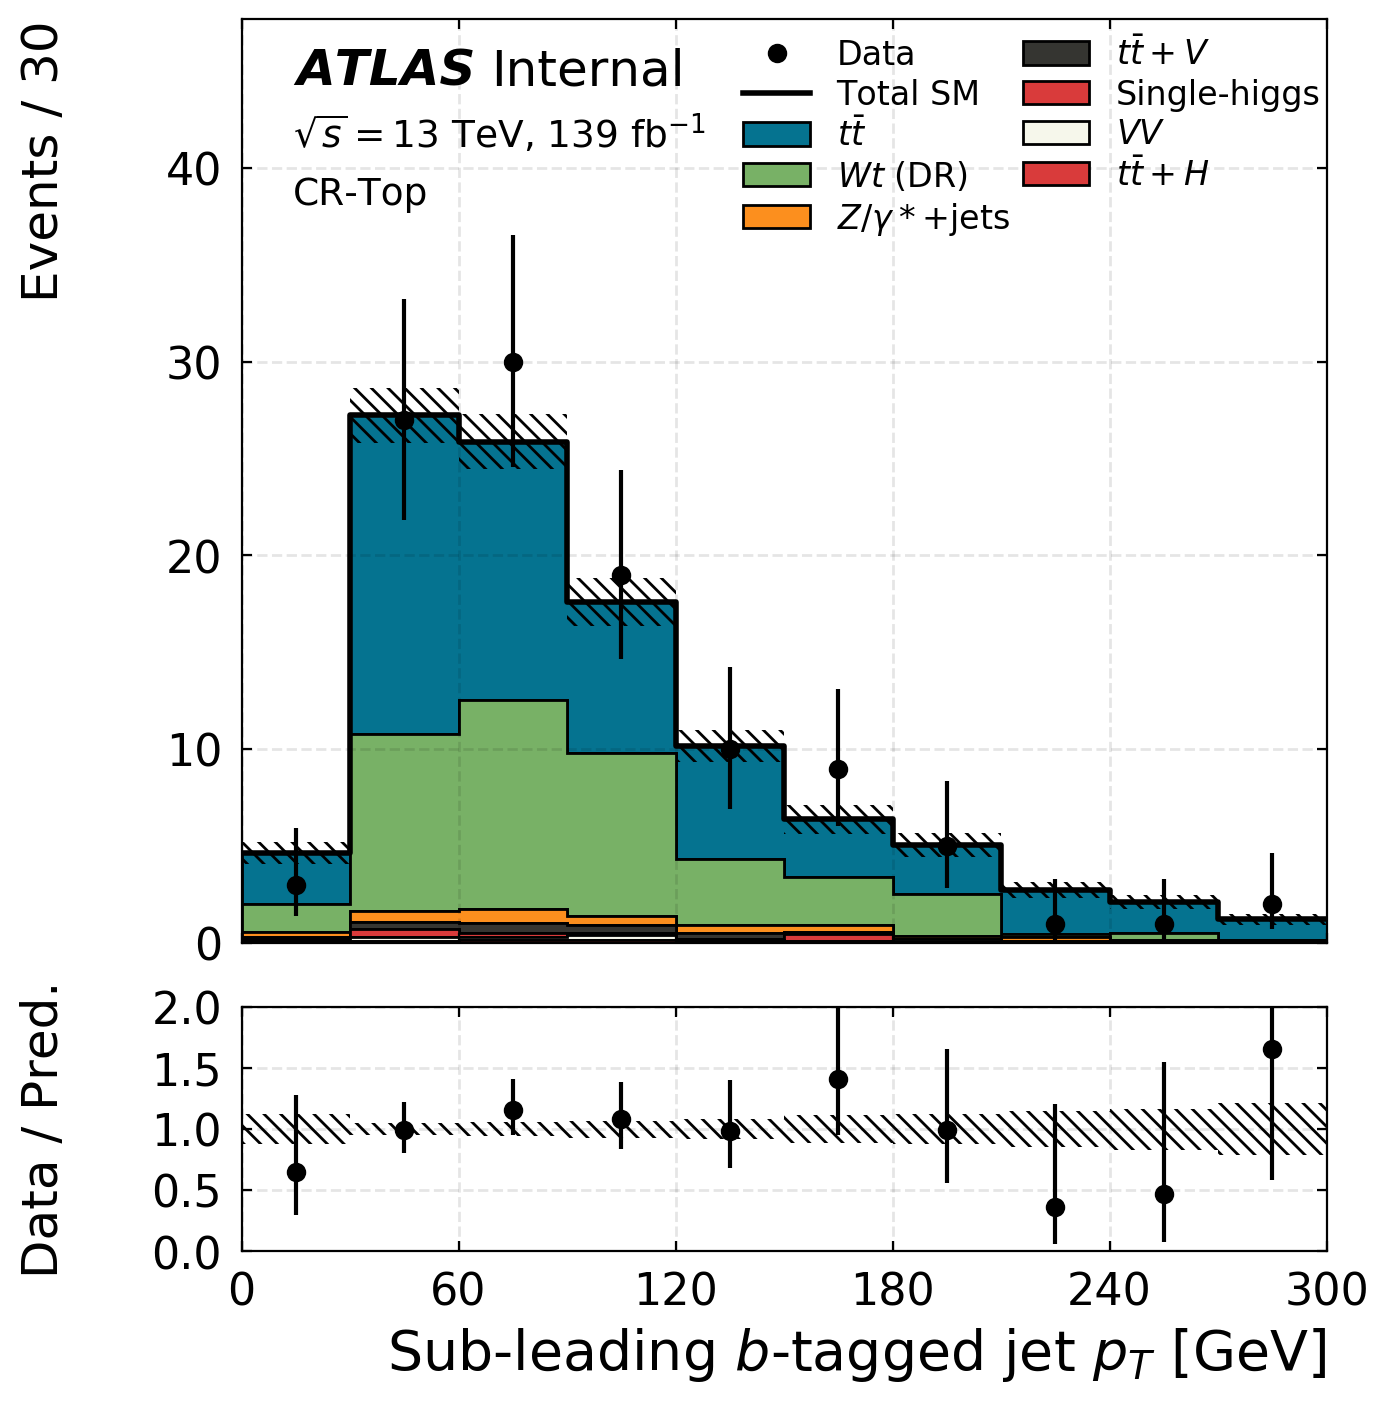 Events / 30
ATLAS Internal
√s = 13 TeV, 139 fb⁻¹
CR-Top
Data
Total SM
tt̄
Wt (DR)
Z/γ * +jets
tt̄ + V
Single-higgs
VV
tt̄ + H
40
30
20
10
0
Data / Pred.
2.0
1.5
1.0
0.5
0.0
0 60 120 180 240 300
Sub-leading b-tagged jet p_T [GeV]